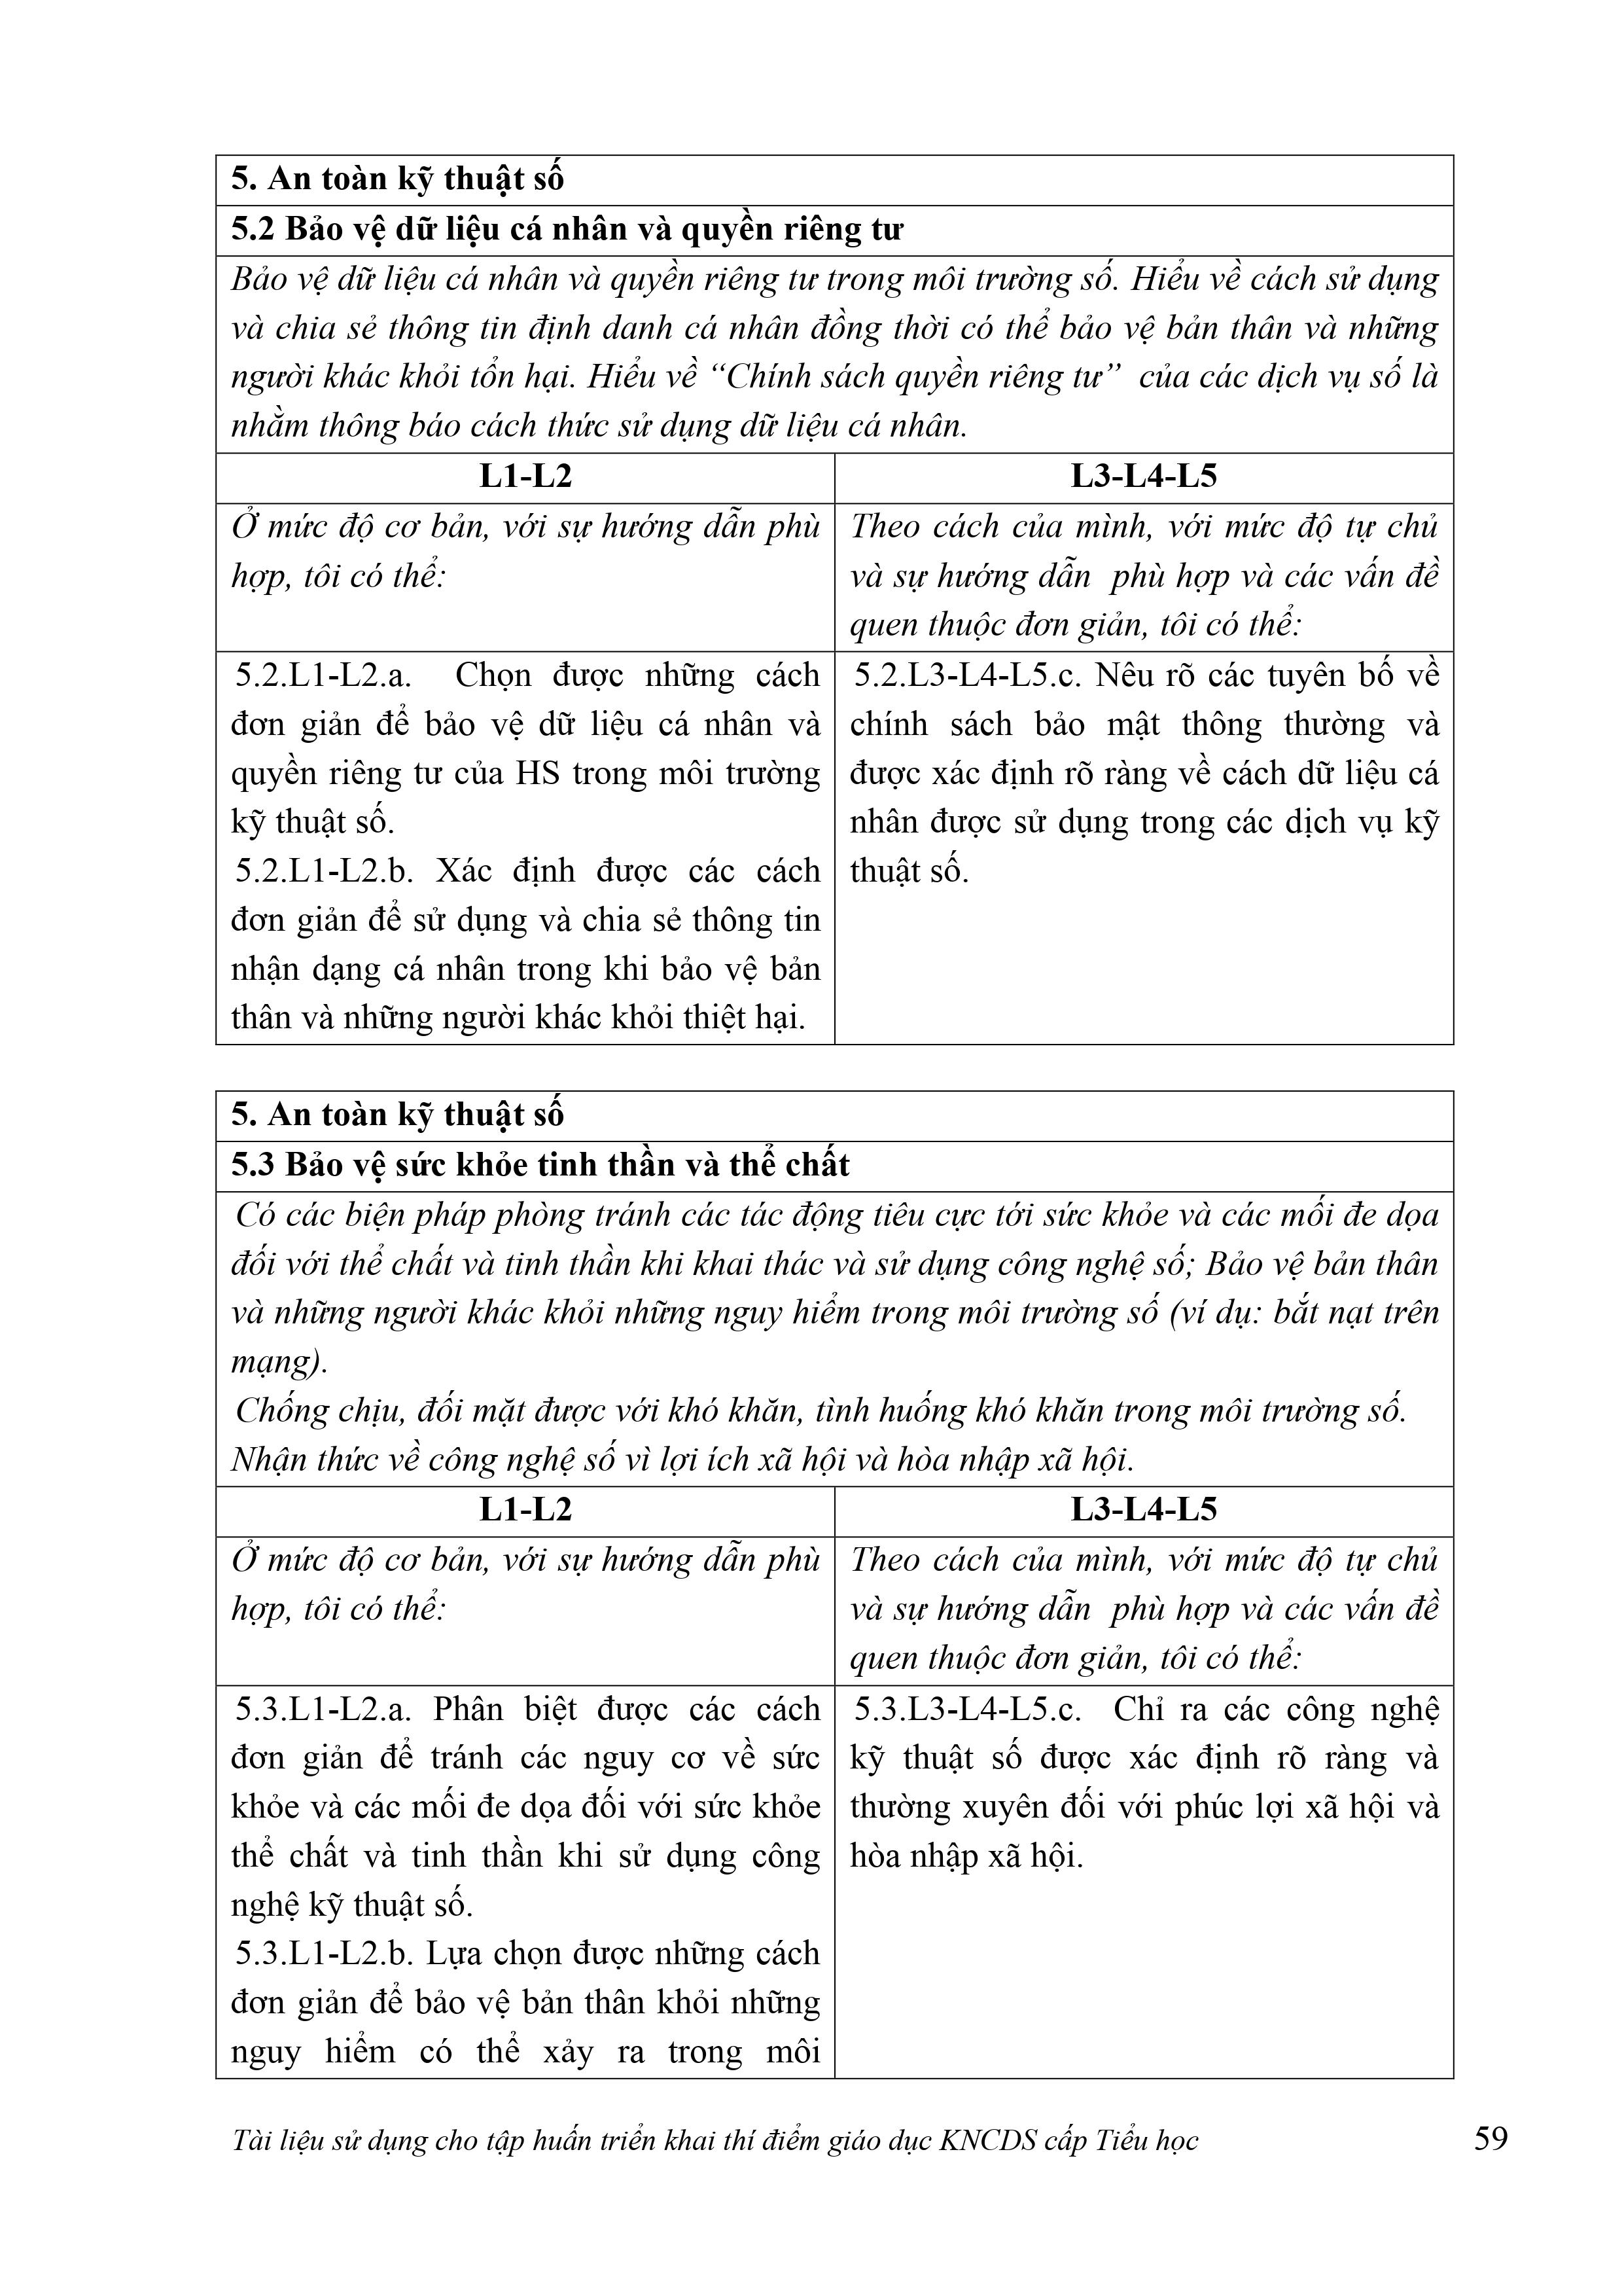 5. An toàn kỹ thuật số
5.2 Bảo vệ dữ liệu cá nhân và quyền riêng tư
Bảo vệ dữ liệu cá nhân và quyền riêng tư trong môi trường số. Hiểu về cách sử dụng
và chia sẻ thông tin định danh cá nhân đồng thời có thể bảo vệ bản thân và những
người khác khỏi tổn hại. Hiểu về “Chính sách quyền riêng tư” của các dịch vụ số là
nhằm thông báo cách thức sử dụng dữ liệu cá nhân.
L1-L2
Ở mức độ cơ bản, với sự hướng dẫn phù
hợp, tôi có thể:
L3-L4-L5
Theo cách của mình, với mức độ tự chủ
và sự hướng dẫn phù hợp và các vấn đề
quen thuộc đơn giản, tôi có thể:
5.2.L1-L2.a. Chọn được những cách
đơn giản để bảo vệ dữ liệu cá nhân và
quyền riêng tư của HS trong môi trường
kỹ thuật số.
5.2.L1-L2.b. Xác định được các cách
đơn giản để sử dụng và chia sẻ thông tin
nhận dạng cá nhân trong khi bảo vệ bản
thân và những người khác khỏi thiệt hại.
5.2.L3-L4-L5.c. Nêu rõ các tuyên bố về
chính sách bảo mật thông thường và
được xác định rõ ràng về cách dữ liệu cá
nhân được sử dụng trong các dịch vụ kỹ
thuật số.
5. An toàn kỹ thuật số
5.3 Bảo vệ sức khỏe tinh thần và thể chất
Có các biện pháp phòng tránh các tác động tiêu cực tới sức khỏe và các mối đe dọa
đối với thể chất và tinh thần khi khai thác và sử dụng công nghệ số; Bảo vệ bản thân
và những người khác khỏi những nguy hiểm trong môi trường số (ví dụ: bắt nạt trên
mạng).
Chống chịu, đối mặt được với khó khăn, tình huống khó khăn trong môi trường số.
Nhận thức về công nghệ số vì lợi ích xã hội và hòa nhập xã hội.
L1-L2
Ở mức độ cơ bản, với sự hướng dẫn phù
hợp, tôi có thể:
L3-L4-L5
Theo cách của mình, với mức độ tự chủ
và sự hướng dẫn phù hợp và các vấn đề
quen thuộc đơn giản, tôi có thể:
5.3.L1-L2.a. Phân biệt được các cách
đơn giản để tránh các nguy cơ về sức
khỏe và các mối đe dọa đối với sức khỏe
thể chất và tinh thần khi sử dụng công
nghệ kỹ thuật số.
5.3.L1-L2.b. Lựa chọn được những cách
đơn giản để bảo vệ bản thân khỏi những
nguy hiểm có thể xảy ra trong môi
5.3.L3-L4-L5.c. Chỉ ra các công nghệ
kỹ thuật số được xác định rõ ràng và
thường xuyên đối với phúc lợi xã hội và
hòa nhập xã hội.
Tài liệu sử dụng cho tập huấn triển khai thí điểm giáo dục KNCDS cấp Tiểu học
59